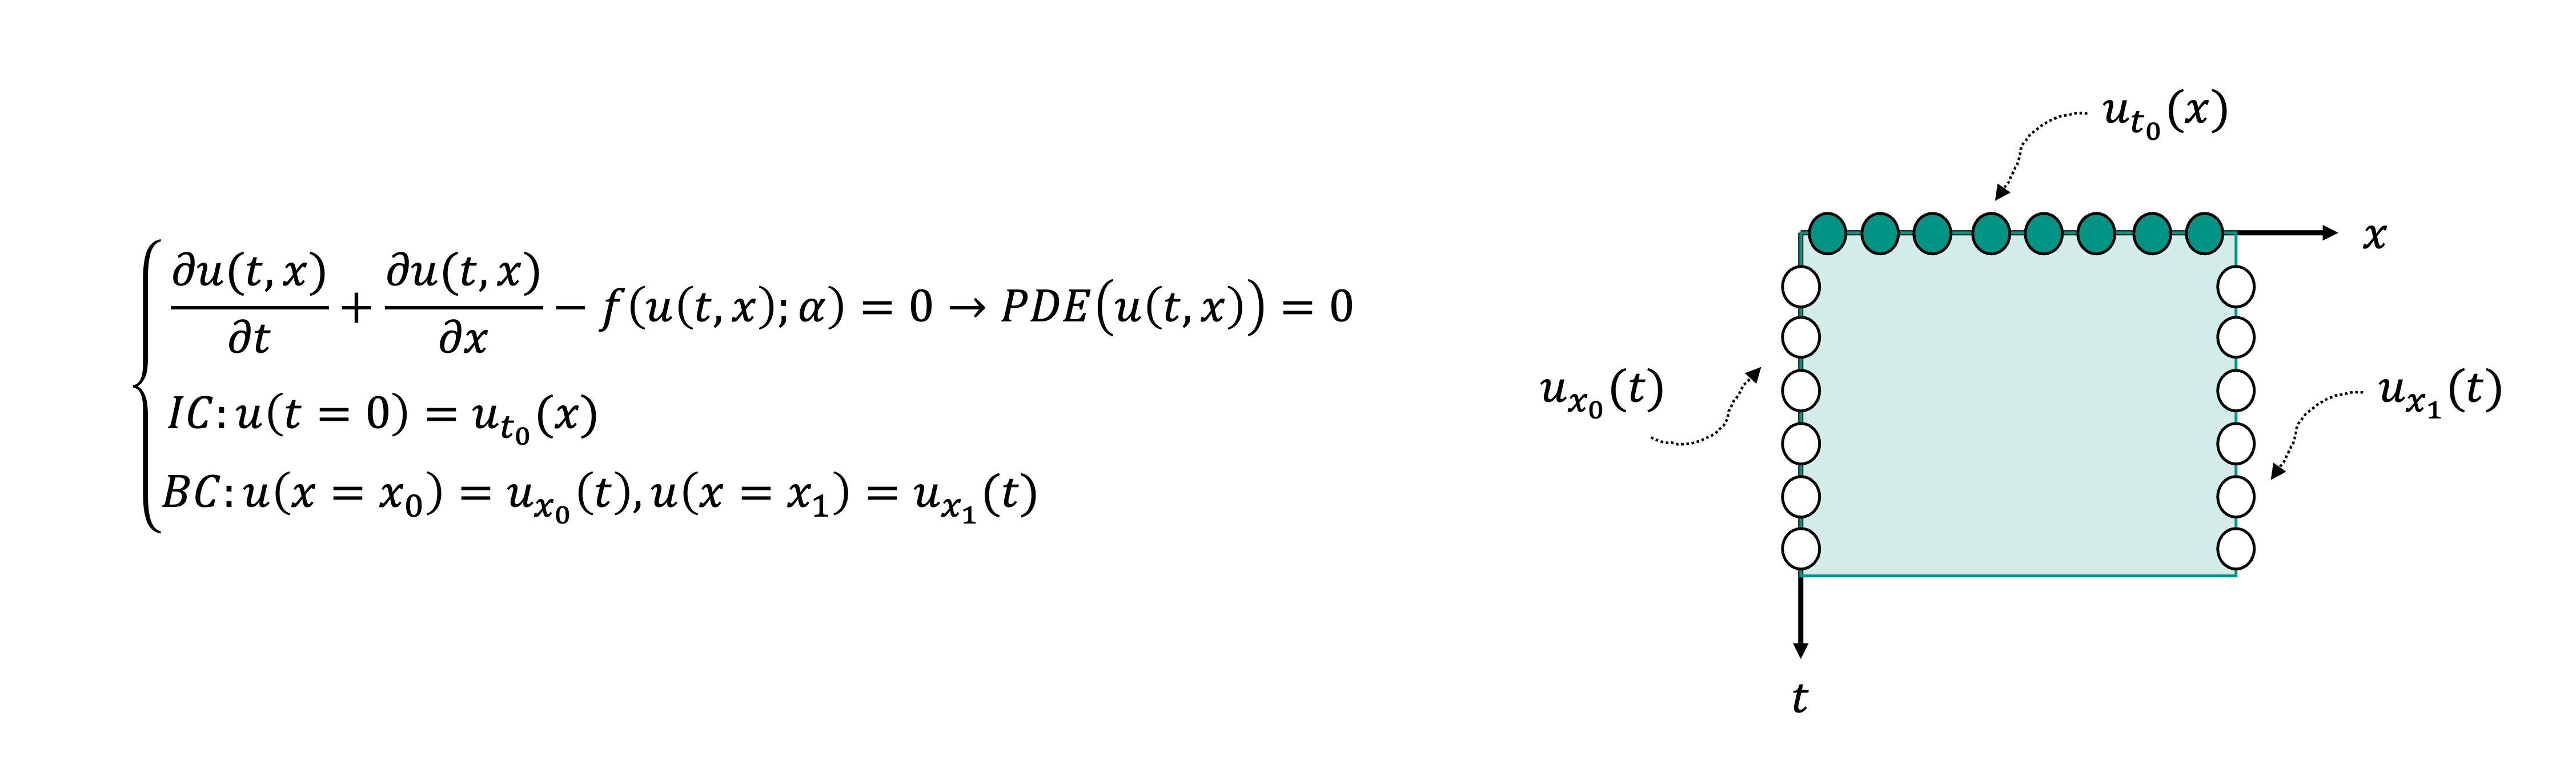 ∂u(t,x)/∂t + ∂u(t,x)/∂x − f(u(t,x);α) = 0 → PDE(u(t,x)) = 0
IC: u(t = 0) = u_{t_0}(x)
BC: u(x = x_0) = u_{x_0}(t), u(x = x_1) = u_{x_1}(t)
u_{t_0}(x)
x
u_{x_0}(t)
u_{x_1}(t)
t